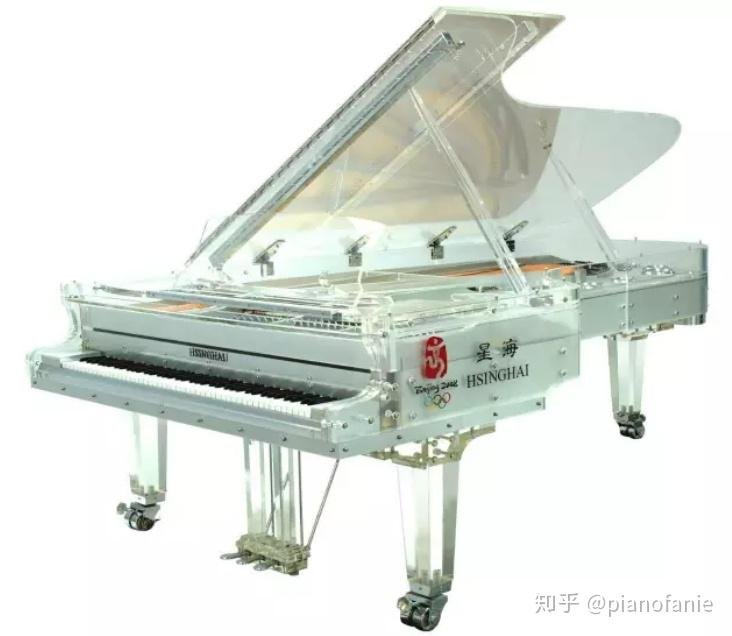 HSINGHAI
Beijing 2008
星海
HSINGHAI
知乎 @pianofanie